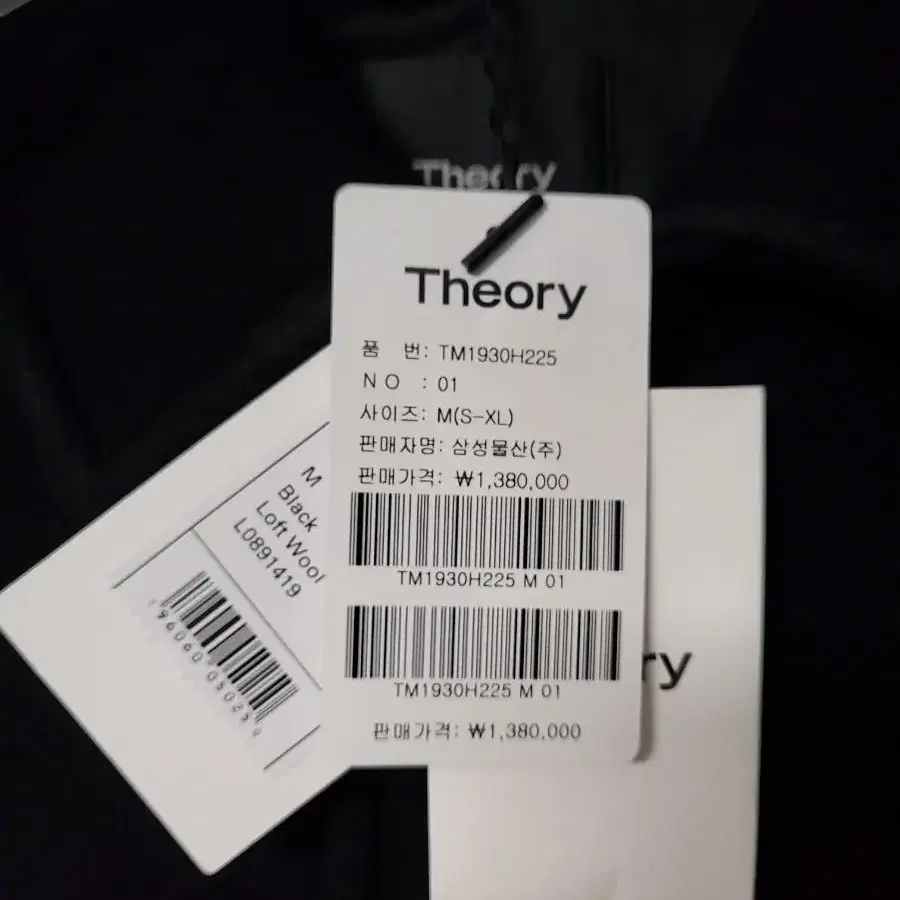 Theory
Theory
품 번: TM1930H225
NO : 01
사이즈: M(S-XL)
판매자명: 삼성물산(주)
판매가격: ₩1,380,000
TM1930H225 M 01
TM1930H225 M 01
판매가격: ₩1,380,000
M
Black
Loft Wool
L0891419
ry